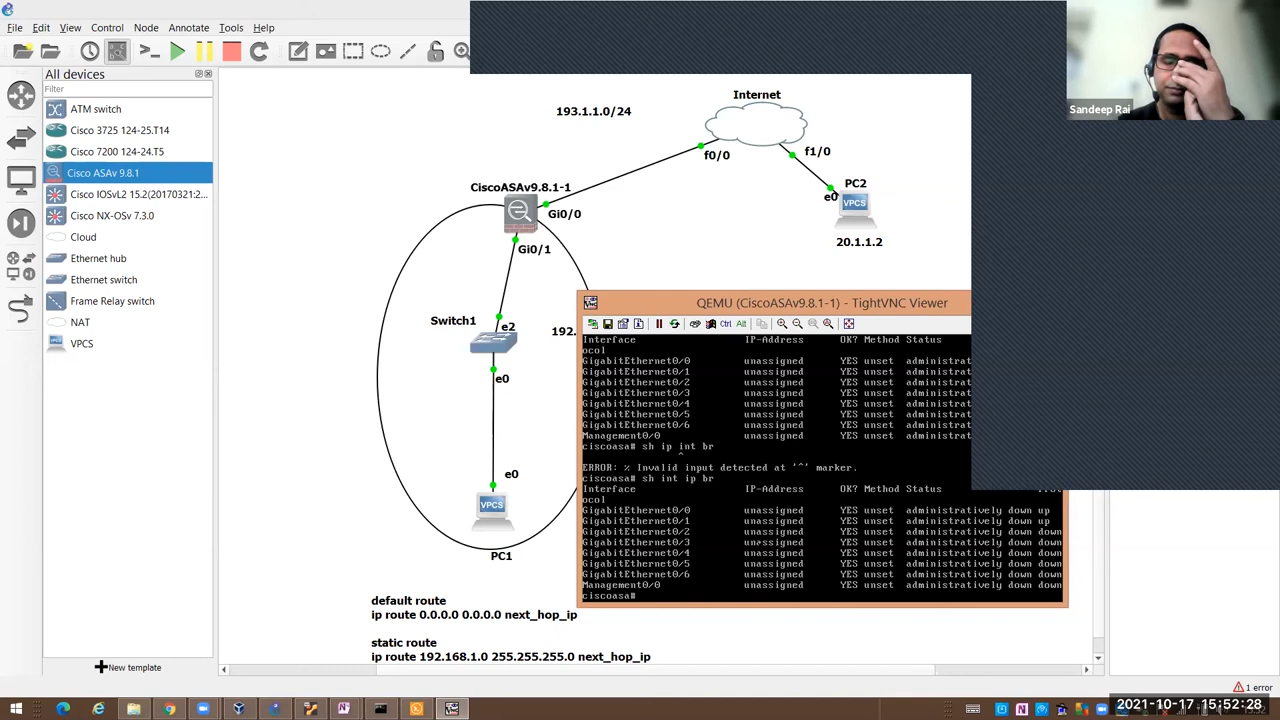 File Edit View Control Node Annotate Tools Help
All devices
Filter
ATM switch
Cisco 3725 124-25.T14
Cisco 7200 124-24.T5
Cisco ASAv 9.8.1
Cisco IOSvL2 15.2(20170321:2...
Cisco NX-OSv 7.3.0
Cloud
Ethernet hub
Ethernet switch
Frame Relay switch
NAT
VPCS
New template
Sandeep Rai
193.1.1.0/24
Internet
f0/0
f1/0
CiscoASAv9.8.1-1
Gi0/0
PC2
e0
VPCS
20.1.1.2
Gi0/1
Switch1
e2
192.
e0
e0
VPCS
PC1
default route
ip route 0.0.0.0 0.0.0.0 next_hop_ip
static route
ip route 192.168.1.0 255.255.255.0 next_hop_ip
QEMU (CiscoASAv9.8.1-1) - TightVNC Viewer
Ctrl Alt
Interface IP-Address OK? Method Status
ocol
GigabitEthernet0/0 unassigned YES unset administrat
GigabitEthernet0/1 unassigned YES unset administrat
GigabitEthernet0/2 unassigned YES unset administrat
GigabitEthernet0/3 unassigned YES unset administrat
GigabitEthernet0/4 unassigned YES unset administrat
GigabitEthernet0/5 unassigned YES unset administrat
GigabitEthernet0/6 unassigned YES unset administrat
Management0/0 unassigned YES unset administrat
ciscoasa# sh ip int br
^
ERROR: % Invalid input detected at '^' marker.
ciscoasa# sh int ip br
Interface IP-Address OK? Method Status
ocol
GigabitEthernet0/0 unassigned YES unset administratively down up
GigabitEthernet0/1 unassigned YES unset administratively down up
GigabitEthernet0/2 unassigned YES unset administratively down down
GigabitEthernet0/3 unassigned YES unset administratively down down
GigabitEthernet0/4 unassigned YES unset administratively down down
GigabitEthernet0/5 unassigned YES unset administratively down down
GigabitEthernet0/6 unassigned YES unset administratively down down
Management0/0 unassigned YES unset administratively down down
ciscoasa#
1 error
2021-10-17 15:52:28